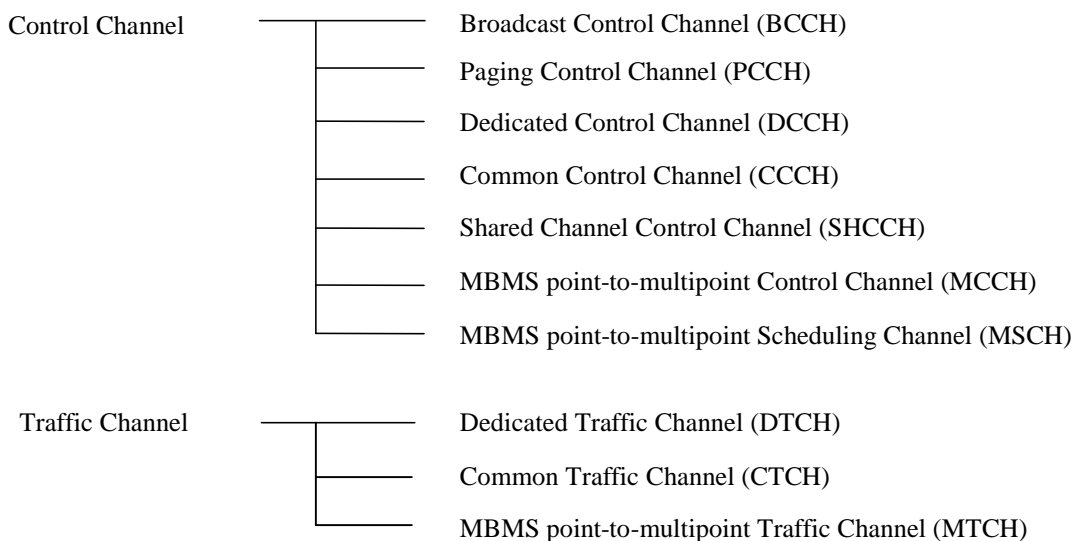 Control Channel
Broadcast Control Channel (BCCH)
Paging Control Channel (PCCH)
Dedicated Control Channel (DCCH)
Common Control Channel (CCCH)
Shared Channel Control Channel (SHCCH)
MBMS point-to-multipoint Control Channel (MCCH)
MBMS point-to-multipoint Scheduling Channel (MSCH)
Traffic Channel
Dedicated Traffic Channel (DTCH)
Common Traffic Channel (CTCH)
MBMS point-to-multipoint Traffic Channel (MTCH)